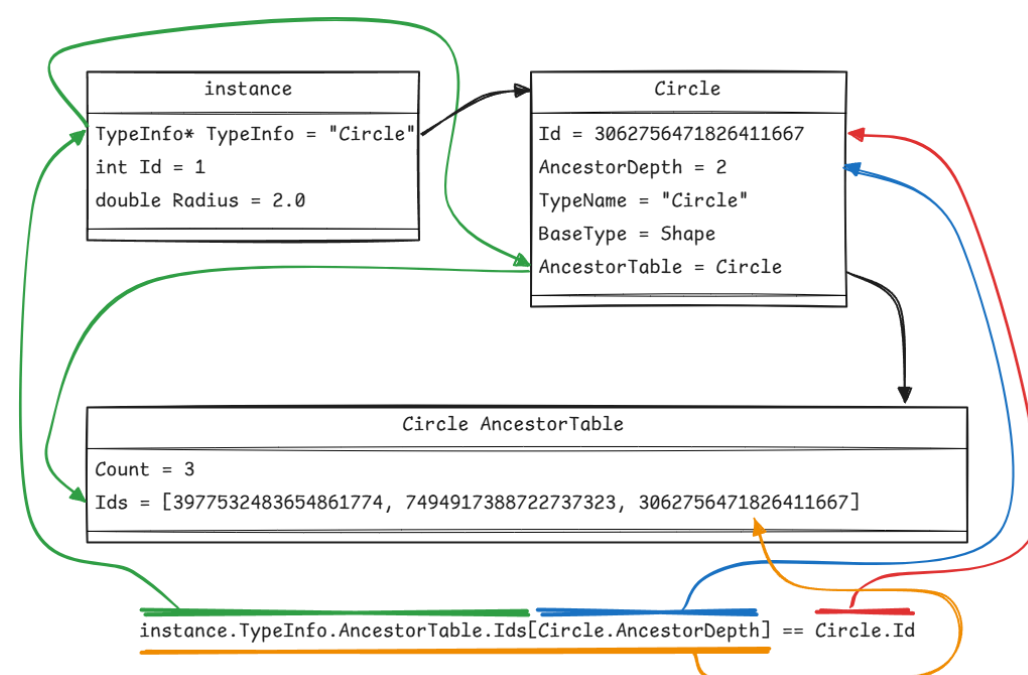 instance
TypeInfo* TypeInfo = "Circle"
int Id = 1
double Radius = 2.0
Circle
Id = 3062756471826411667
AncestorDepth = 2
TypeName = "Circle"
BaseType = Shape
AncestorTable = Circle
Circle AncestorTable
Count = 3
Ids = [3977532483654861774, 7494917388722737323, 3062756471826411667]
instance.TypeInfo.AncestorTable.Ids[Circle.AncestorDepth] == Circle.Id